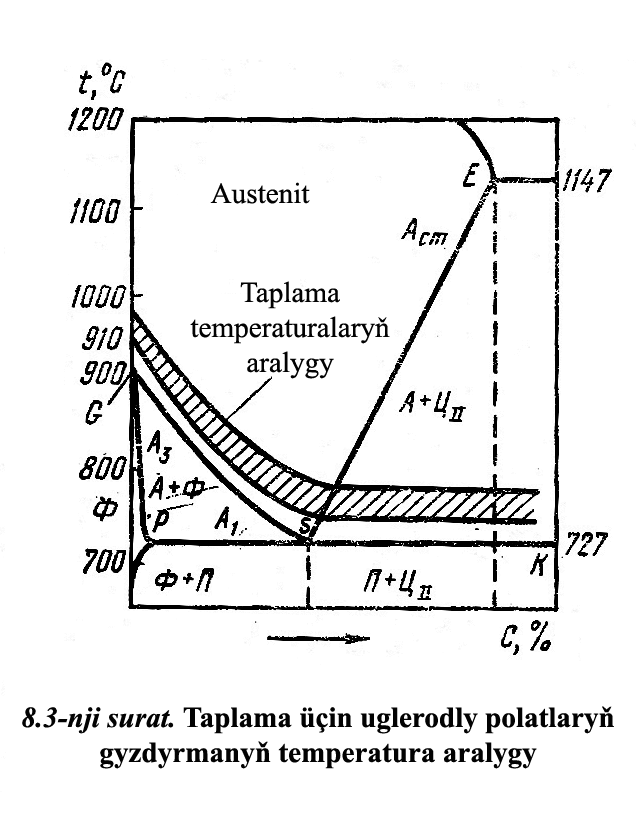 t,°C
1200
E
1147
Austenit
1100
Aсm
1000
Taplama
910
temperaturalaryň
900
aralygy
G
A+ЦII
A3
800
A+Ф
Ф
P
A1
S
727
700
K
Ф+П
П+ЦII
C,%
8.3-nji surat. Taplama üçin uglerodly polatlaryň
gyzdyrmanyň temperatura aralygy